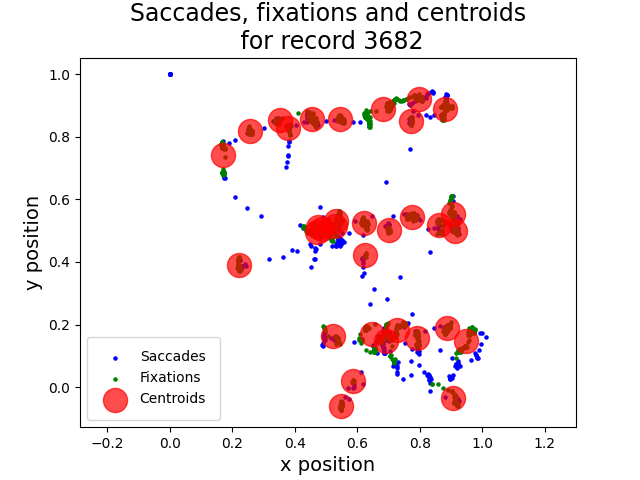 Saccades, fixations and centroids
for record 3682
1.0
0.8
0.6
0.4
0.2
0.0
y position
Saccades
Fixations
Centroids
−0.2 0.0 0.2 0.4 0.6 0.8 1.0 1.2
x position